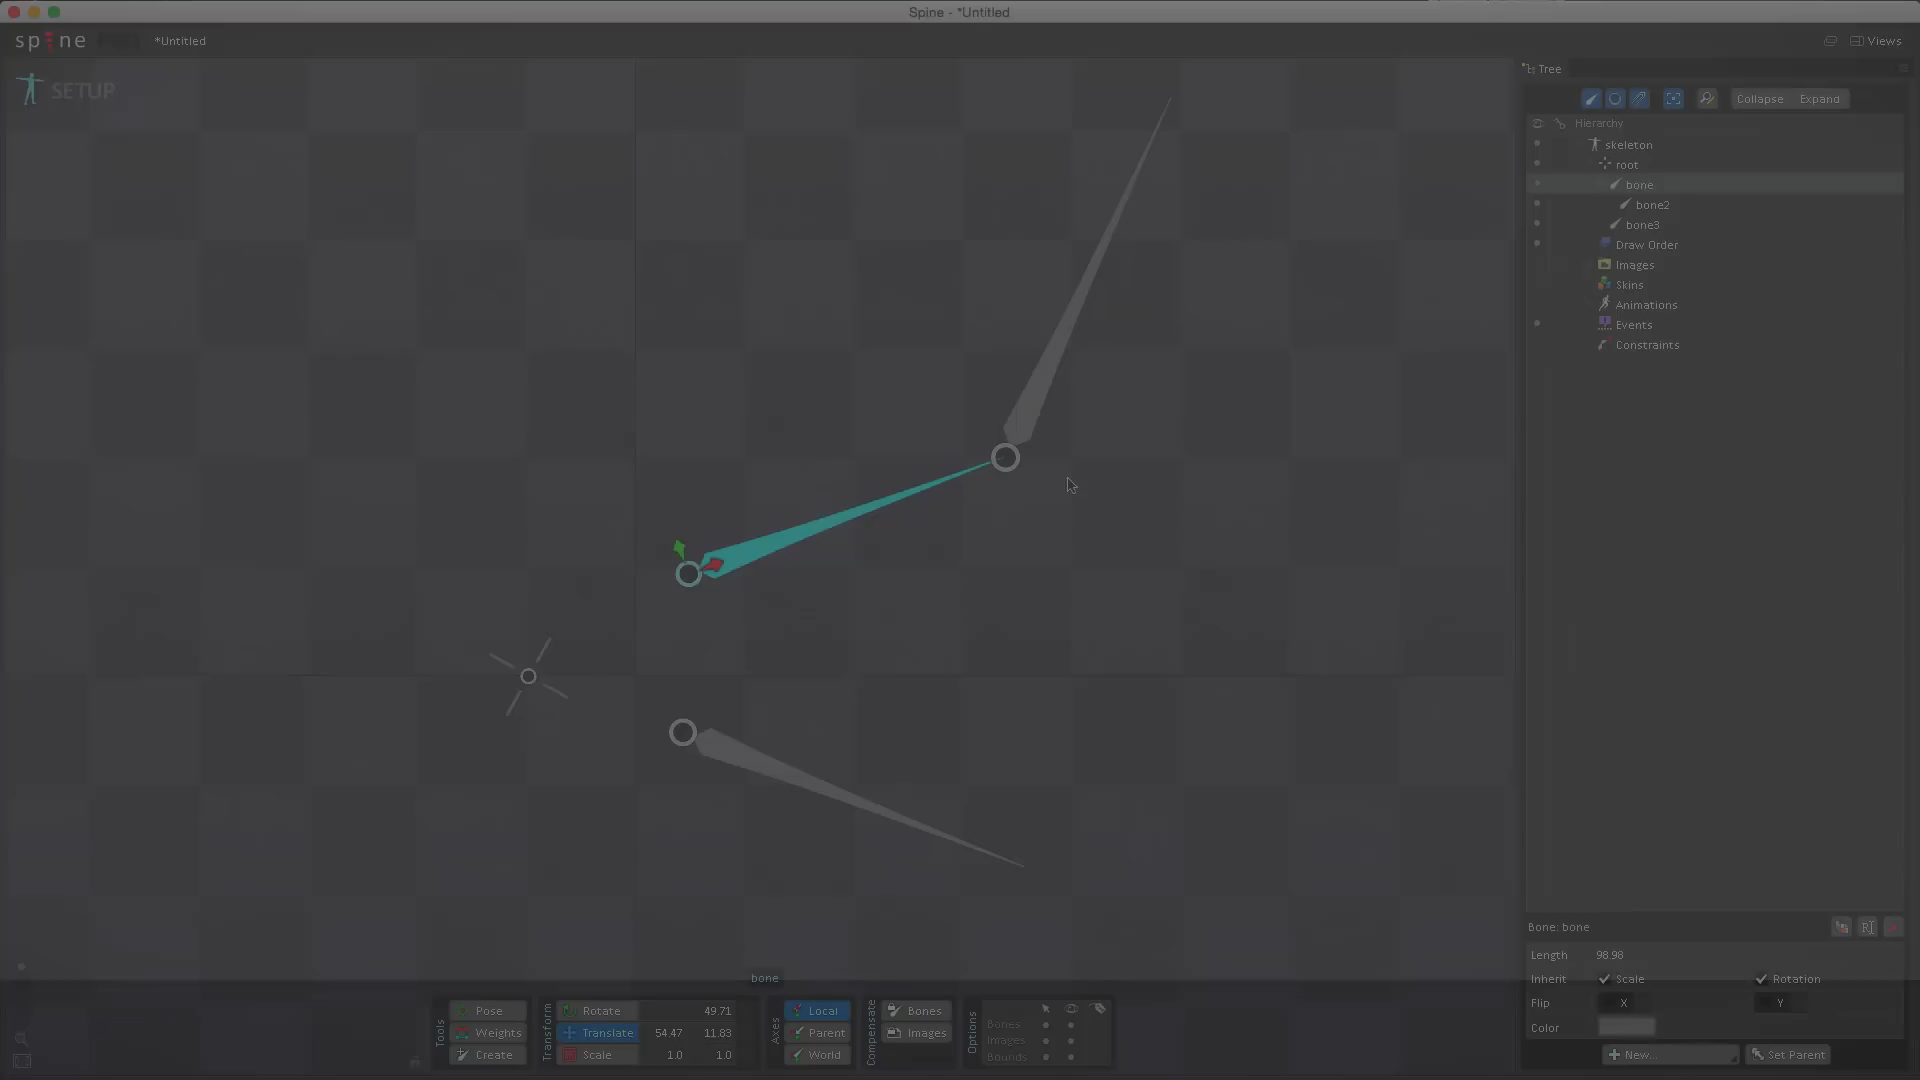 Spine - *Untitled
spine
*Untitled
Views
SETUP
Tree
Collapse
Expand
Hierarchy
skeleton
root
bone
bone2
bone3
Draw Order
Images
Skins
Animations
Events
Constraints
Bone: bone
Length 98.98
Inherit Scale Rotation
Flip X Y
Color
New...
Set Parent
bone
Tools
Pose
Weights
Create
Transform
Rotate 49.71
Translate 54.47 11.83
Scale 1.0 1.0
Axes
Local
Parent
World
Compensate
Bones
Images
Options
Bones
Images
Bounds